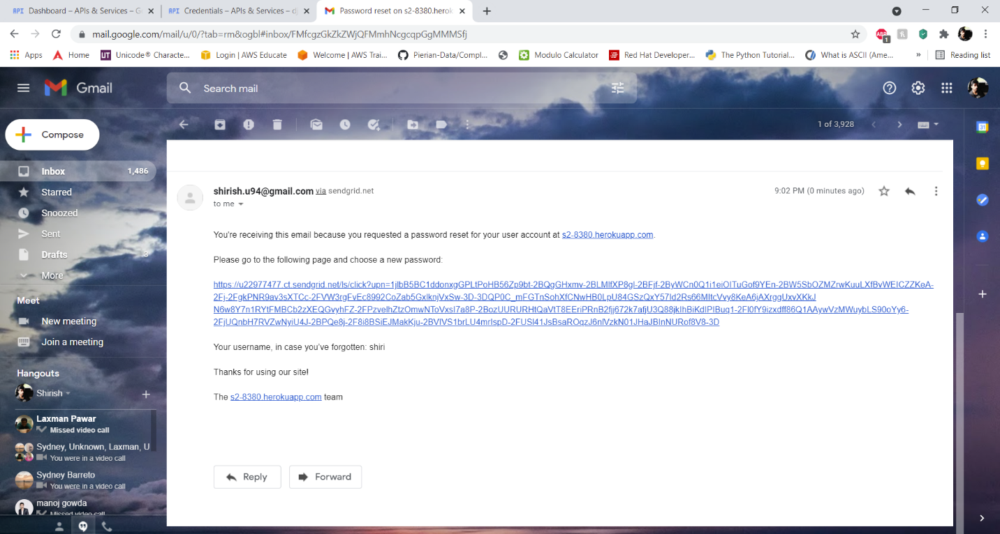 Dashboard – APIs & Services – Go
Credentials – APIs & Services – dj
Password reset on s2-8380.herok
mail.google.com/mail/u/0/?tab=rm&ogbl#inbox/FMfcgzGkZkZWjQFMmhNcgcqpGgMMMSfj
Apps Home Unicode® Characte... Login | AWS Educate Welcome | AWS Trai... Pierian-Data/Compl... Modulo Calculator Red Hat Developer... The Python Tutorial... What is ASCII (Ame... » Reading list
Gmail
Search mail
Compose
1 of 3,928
Inbox 1,486
Starred
Snoozed
Sent
Drafts 3
More
Meet
New meeting
Join a meeting
Hangouts
Shirish
Laxman Pawar
Missed video call
Sydney, Unknown, Laxman, U
You were in a video call
Sydney Barreto
You were in a video call
manoj gowda
Missed video call
shirish.u94@gmail.com via sendgrid.net
9:02 PM (0 minutes ago)
to me
You're receiving this email because you requested a password reset for your user account at s2-8380.herokuapp.com.
Please go to the following page and choose a new password:
https://u22977477.ct.sendgrid.net/ls/click?upn=1jlbB5BC1ddonxgGPLtPoHB56Zp9bt-2BQgGHxmv-2BLMlfXP8gl-2BFjf-2ByWCn0Q1i1eiOITuGof9YEn-2BW5SbOZMZrwKuuLXfBvWEICZZKeA-
2Fj-2FgkPNR9av3sXTCc-2FVW3rgFvEc8992CoZab5GxlknjVxSw-3D-3DQP0C_mFGTnSohXfCNwHB0LpU84GSzQxY57Id2Rs66MltcVvy8KeA6jAXrggUxvXKkJ
N6w8Y7n1RYtFMBCb2zXEQGvyhFZ-2FPzvelhZtzOmwNToVxsI7a8P-2BozUURURHtQaVtT8EEriPRnB2fjj672k7afjU3Q88jkIhBiKdIPIBuq1-2Fl0fY9izxdff86Q1AAywVzMWuybLS90oYy6-
2FjUQnbH7RVZwNyiU4J-2BPQe8j-2F8i8BSiEJMakKju-2BVIVS1brLU4mrIspD-2FUSl41JsBsaROqzJ6nlVzkN01JHaJBInNURof8V8-3D
Your username, in case you've forgotten: shiri
Thanks for using our site!
The s2-8380.herokuapp.com team
Reply
Forward